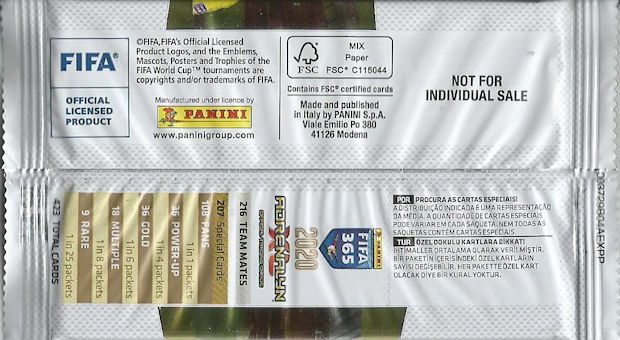 FIFA®
OFFICIAL
LICENSED
PRODUCT
©FIFA,FIFA's Official Licensed
Product Logos, and the Emblems,
Mascots, Posters and Trophies of the
FIFA World Cup™ tournaments are
copyrights and/or trademarks of FIFA.
Manufactured under licence by
PANINI
www.paninigroup.com
FSC
MIX
Paper
FSC® C115044
Contains FSC® certified cards
Made and published
in Italy by PANINI S.p.A.
Viale Emilio Po 380
41126 Modena
NOT FOR
INDIVIDUAL SALE
PANINI
FIFA
365
2020
ADRENALYN
XL
216 TEAM MATES
207 Special Cards
108 FANS
1 in 1 packets
36 POWER-UP
1 in 4 packets
36 GOLD
1 in 6 packets
18 MULTIPLE
1 in 8 packets
9 RARE
1 in 25 packets
423 TOTAL CARDS
POR PROCURA AS CARTAS ESPECIAIS!
A DISTRIBUIÇÃO INDICADA É UMA REPRESENTAÇÃO
DA MÉDIA. A QUANTIDADE DE CARTAS ESPECIAIS
PODE VARIAR EM CADA SAQUETA. NEM TODAS AS
SAQUETAS CONTÊM CARTAS ESPECIAIS.
TUR ÖZEL DOKULU KARTLARA DİKKAT!
İHTİMALLER ORTALAMA OLARAK VERİLMİŞTİR.
BİR PAKETİN İÇERİSİNDEKİ ÖZEL KARTLARIN
SAYISI DEĞİŞEBİLİR. HER PAKETTE ÖZEL KART
OLACAK DİYE BİR KURAL YOKTUR.